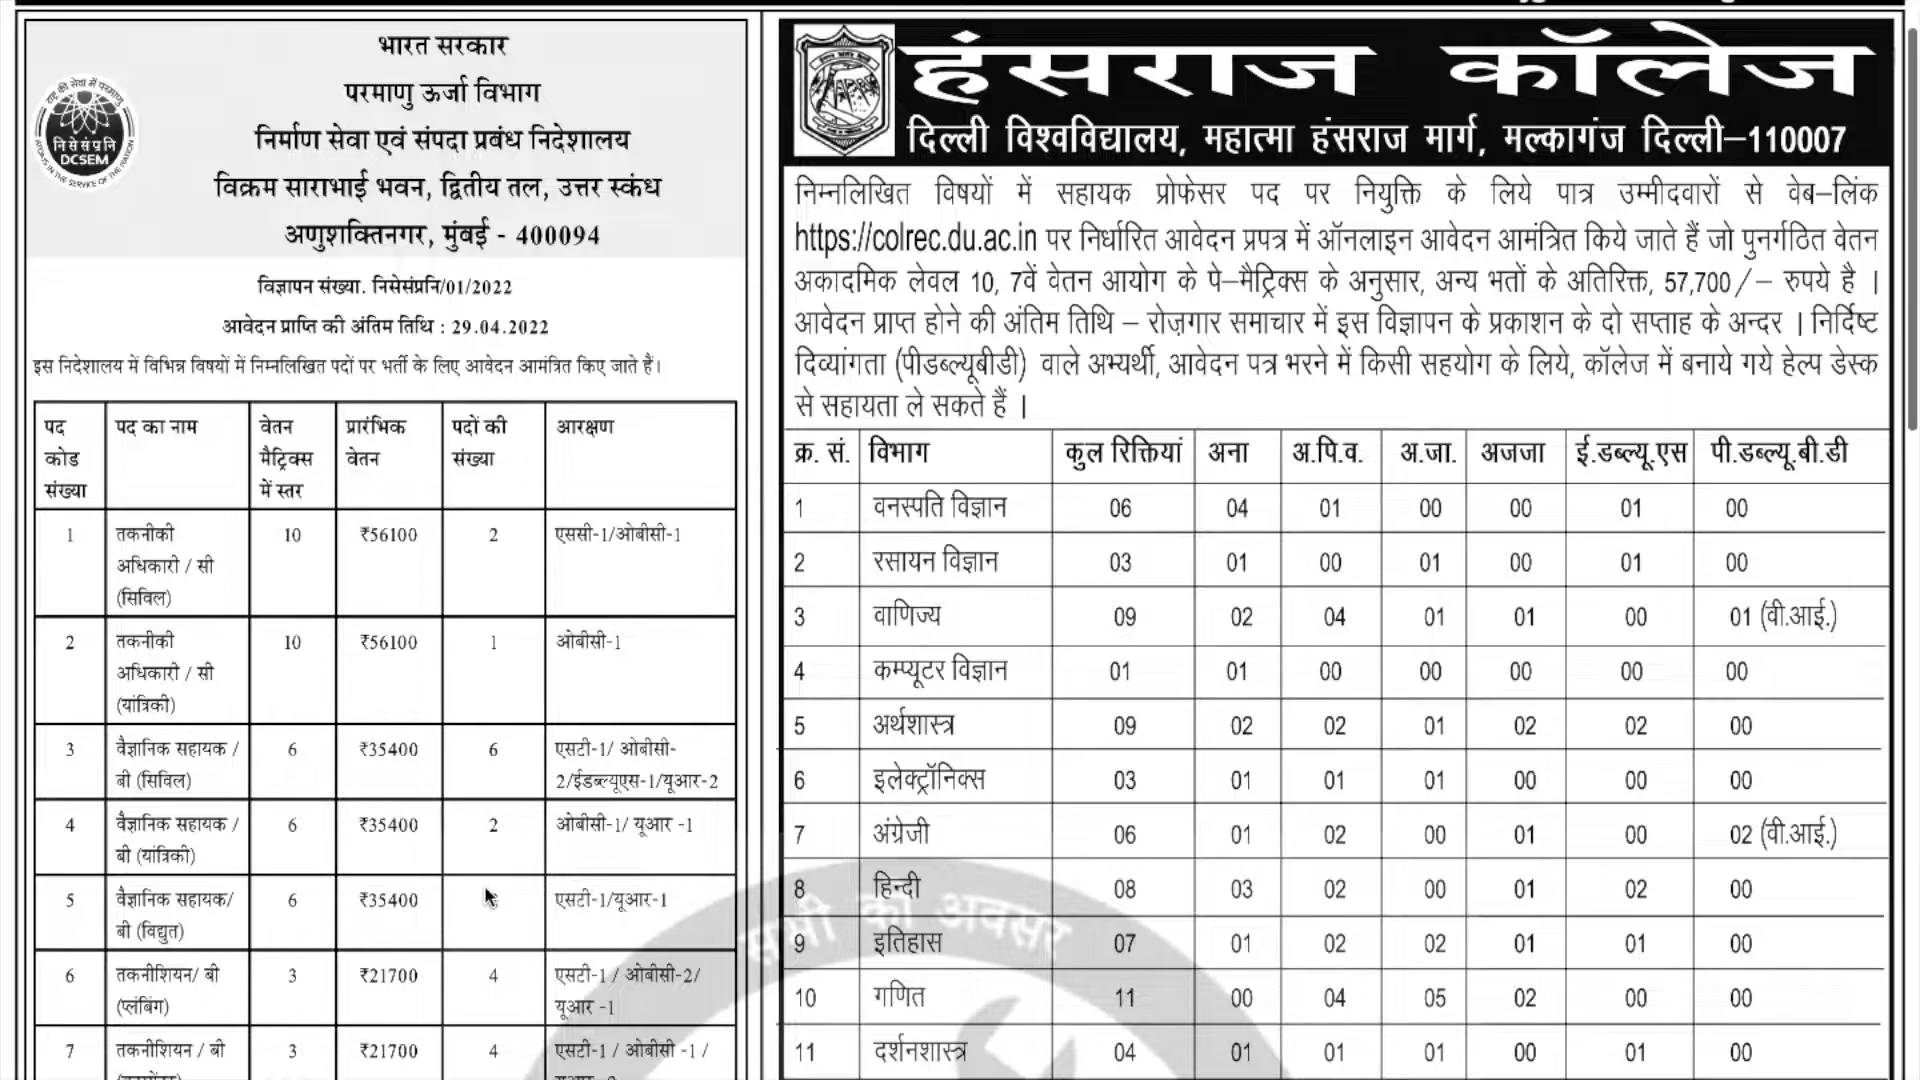 भारत सरकार
परमाणु ऊर्जा विभाग
निर्माण सेवा एवं संपदा प्रबंध निदेशालय
विक्रम साराभाई भवन, द्वितीय तल, उत्तर स्कंध
अणुशक्तिनगर, मुंबई - 400094
निसेसंप्रनि
DCSEM
विज्ञापन संख्या. निसेसंप्रनि/01/2022
आवेदन प्राप्ति की अंतिम तिथि : 29.04.2022
इस निदेशालय में विभिन्न विषयों में निम्नलिखित पदों पर भर्ती के लिए आवेदन आमंत्रित किए जाते हैं।
पद कोड संख्या | पद का नाम | वेतन मैट्रिक्स में स्तर | प्रारंभिक वेतन | पदों की संख्या | आरक्षण
1 | तकनीकी अधिकारी / सी (सिविल) | 10 | ₹56100 | 2 | एससी-1/ओबीसी-1
2 | तकनीकी अधिकारी / सी (यांत्रिकी) | 10 | ₹56100 | 1 | ओबीसी-1
3 | वैज्ञानिक सहायक / बी (सिविल) | 6 | ₹35400 | 6 | एसटी-1/ ओबीसी-2/ईडब्ल्यूएस-1/यूआर-2
4 | वैज्ञानिक सहायक / बी (यांत्रिकी) | 6 | ₹35400 | 2 | ओबीसी-1/ यूआर -1
5 | वैज्ञानिक सहायक/ बी (विद्युत) | 6 | ₹35400 | एसटी-1/यूआर-1
6 | तकनीशियन/ बी (प्लंबिंग) | 3 | ₹21700 | 4 | एसटी-1 / ओबीसी-2/ यूआर -1
7 | तकनीशियन / बी | 3 | ₹21700 | 4 | एसटी-1 / ओबीसी -1 /
हंसराज कॉलेज
दिल्ली विश्वविद्यालय, महात्मा हंसराज मार्ग, मल्कागंज दिल्ली–110007
निम्नलिखित विषयों में सहायक प्रोफेसर पद पर नियुक्ति के लिये पात्र उम्मीदवारों से वेब–लिंक
https://colrec.du.ac.in पर निर्धारित आवेदन प्रपत्र में ऑनलाइन आवेदन आमंत्रित किये जाते हैं जो पुनर्गठित वेतन
अकादमिक लेवल 10, 7वें वेतन आयोग के पे–मैट्रिक्स के अनुसार, अन्य भतों के अतिरिक्त, 57,700/– रुपये है ।
आवेदन प्राप्त होने की अंतिम तिथि – रोज़गार समाचार में इस विज्ञापन के प्रकाशन के दो सप्ताह के अन्दर । निर्दिष्ट
दिव्यांगता (पीडब्ल्यूबीडी) वाले अभ्यर्थी, आवेदन पत्र भरने में किसी सहयोग के लिये, कॉलेज में बनाये गये हेल्प डेस्क
से सहायता ले सकते हैं ।
क्र. सं. | विभाग | कुल रिक्तियां | अना | अ.पि.व. | अ.जा. | अजजा | ई.डब्ल्यू.एस | पी.डब्ल्यू.बी.डी
1 | वनस्पति विज्ञान | 06 | 04 | 01 | 00 | 00 | 01 | 00
2 | रसायन विज्ञान | 03 | 01 | 00 | 01 | 00 | 01 | 00
3 | वाणिज्य | 09 | 02 | 04 | 01 | 01 | 00 | 01 (वी.आई.)
4 | कम्प्यूटर विज्ञान | 01 | 01 | 00 | 00 | 00 | 00 | 00
5 | अर्थशास्त्र | 09 | 02 | 02 | 01 | 02 | 02 | 00
6 | इलेक्ट्रॉनिक्स | 03 | 01 | 01 | 01 | 00 | 00 | 00
7 | अंग्रेजी | 06 | 01 | 02 | 00 | 01 | 00 | 02 (वी.आई.)
8 | हिन्दी | 08 | 03 | 02 | 00 | 01 | 02 | 00
9 | इतिहास | 07 | 01 | 02 | 02 | 01 | 01 | 00
10 | गणित | 11 | 00 | 04 | 05 | 02 | 00 | 00
11 | दर्शनशास्त्र | 04 | 01 | 01 | 01 | 00 | 01 | 00
सभी को अवसर